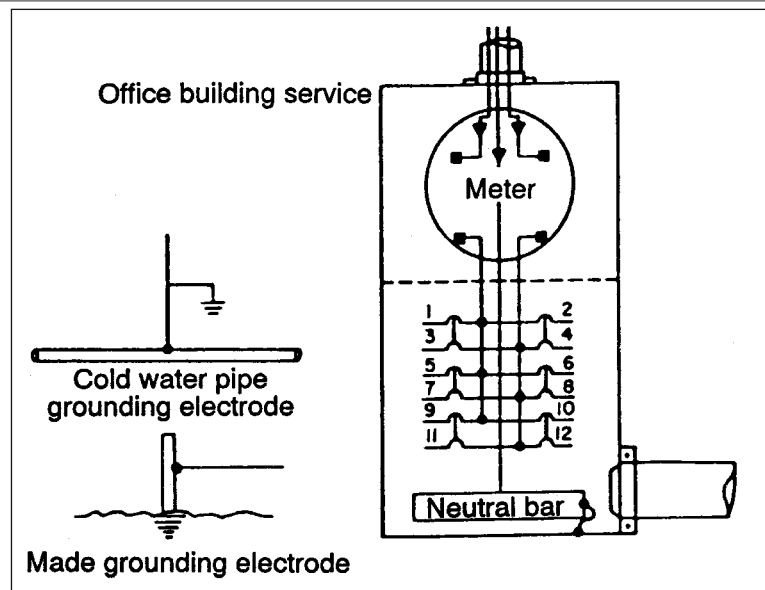 Office building service
Meter
1 2
3 4
5 6
7 8
9 10
11 12
Neutral bar
Cold water pipe
grounding electrode
Made grounding electrode